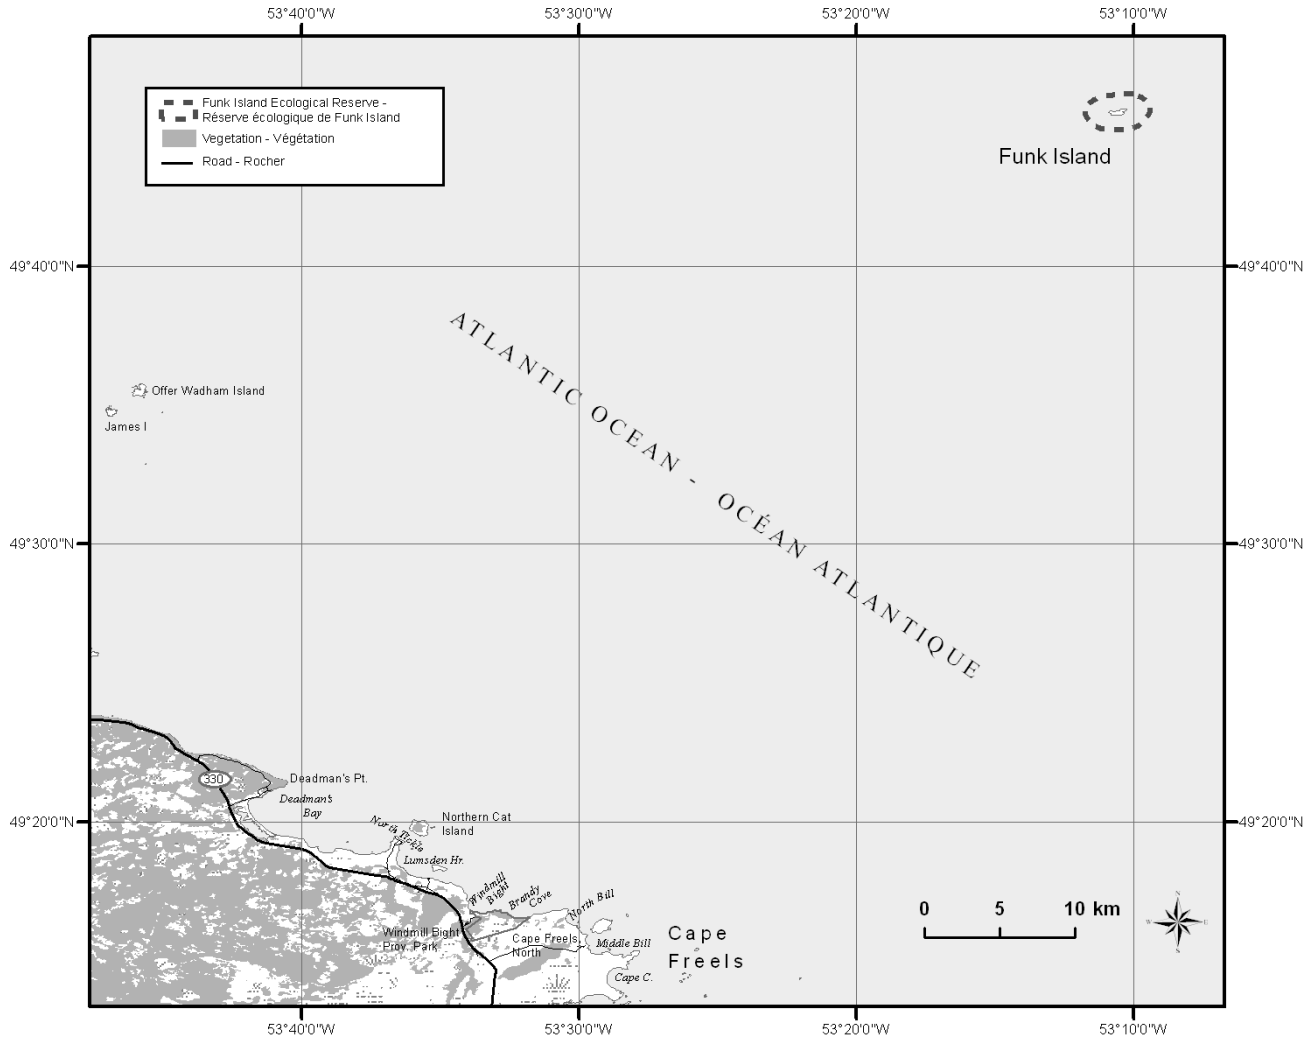 53°40'0"W 53°30'0"W 53°20'0"W 53°10'0"W
Funk Island Ecological Reserve -
Réserve écologique de Funk Island
Vegetation - Végétation
Road - Rocher
Funk Island
49°40'0"N 49°40'0"N
ATLANTIC OCEAN - OCÉAN ATLANTIQUE
Offer Wadham Island
James I
49°30'0"N 49°30'0"N
330
Deadman's Pt.
Deadman's
Bay
49°20'0"N 49°20'0"N
Northern Cat
Island
North Tickle
Lumsden Hr.
Windmill
Bight
Brandy
Cove
North Bill
Windmill Bight
Prov. Park
Cape Freels
North
Middle Bill
Cape C.
Cape
Freels
0 5 10 km
N
W E
S
53°40'0"W 53°30'0"W 53°20'0"W 53°10'0"W